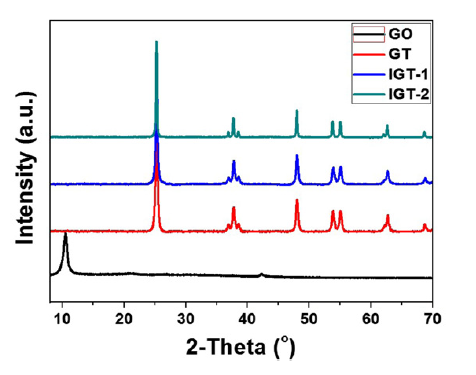 GO
GT
IGT-1
IGT-2
Intensity (a.u.)
10 20 30 40 50 60 70
2-Theta (°)